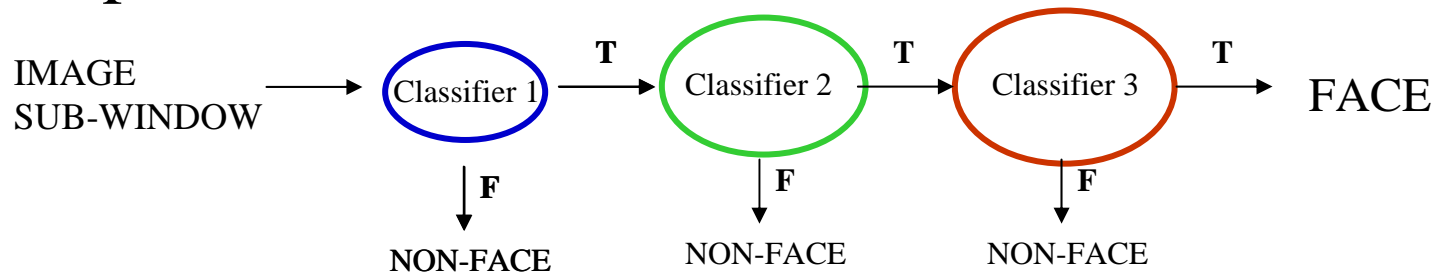 IMAGE
SUB-WINDOW
Classifier 1
T
Classifier 2
T
Classifier 3
T
FACE
F
F
F
NON-FACE
NON-FACE
NON-FACE